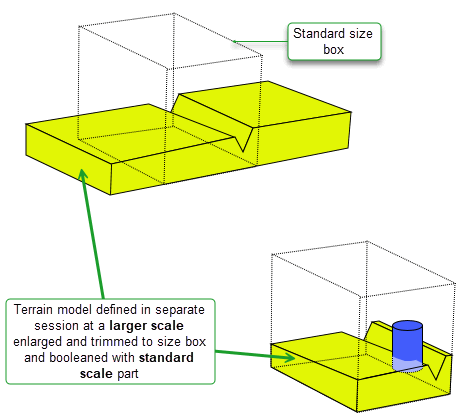 Standard size
box
Terrain model defined in separate
session at a larger scale
enlarged and trimmed to size box
and booleaned with standard
scale part